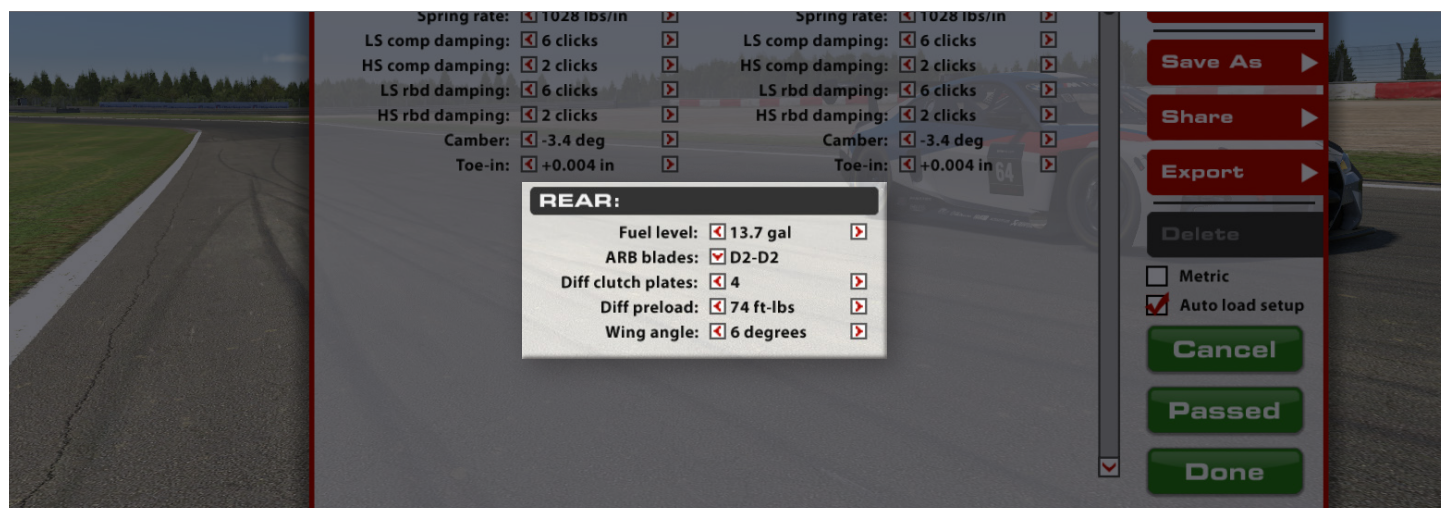 Spring rate: 1028 lbs/in Spring rate: 1028 lbs/in
LS comp damping: 6 clicks LS comp damping: 6 clicks
HS comp damping: 2 clicks HS comp damping: 2 clicks
LS rbd damping: 6 clicks LS rbd damping: 6 clicks
HS rbd damping: 2 clicks HS rbd damping: 2 clicks
Camber: -3.4 deg Camber: -3.4 deg
Toe-in: +0.004 in Toe-in: +0.004 in
REAR:
Fuel level: 13.7 gal
ARB blades: D2-D2
Diff clutch plates: 4
Diff preload: 74 ft-lbs
Wing angle: 6 degrees
64
64
Save As
Share
Export
Delete
Metric
Auto load setup
Cancel
Passed
Done